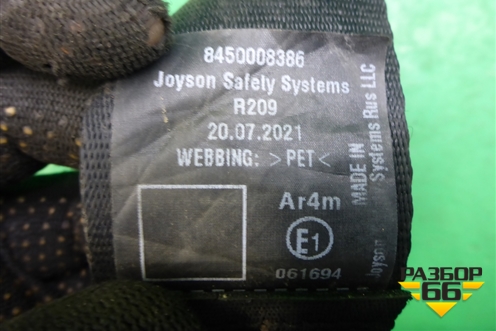 8450008386
Joyson Safety Systems
R209
20.07.2021
WEBBING: >PET<
Ar4m
E1
061694
MADE IN
Joyson Systems Rus LLC
РАЗБОР
66